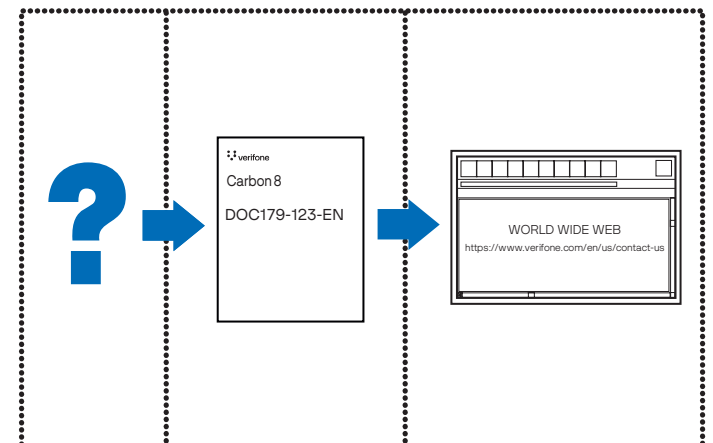 ?
verifone
Carbon 8
DOC179-123-EN
WORLD WIDE WEB
https://www.verifone.com/en/us/contact-us